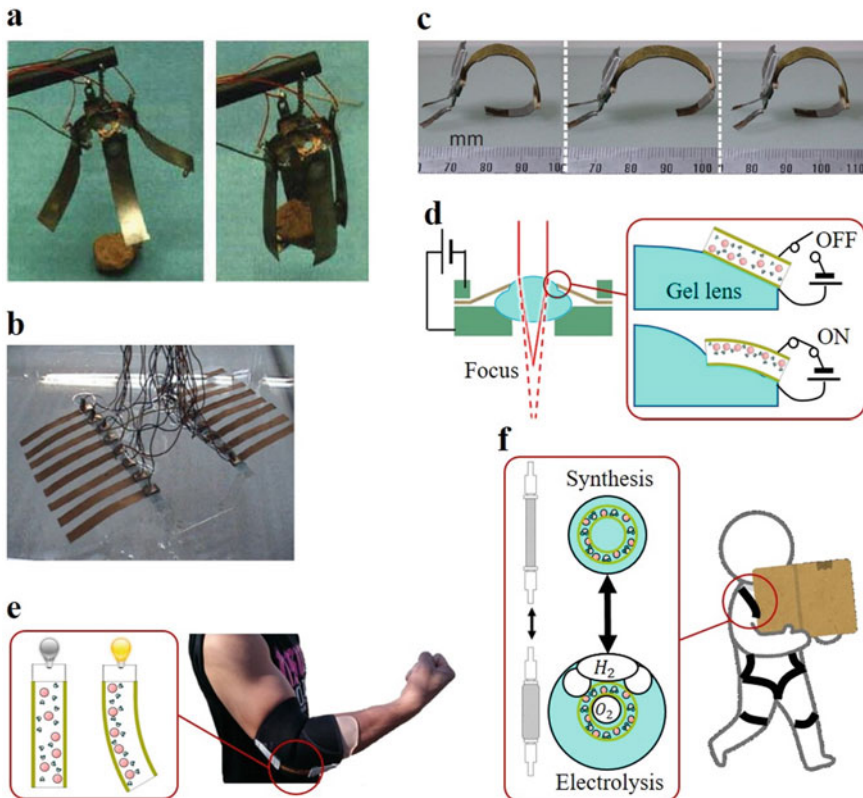 a
c
mm
70 80 90 10
70 80 90 100
80 90 100 110
d
OFF
Gel lens
ON
Focus
b
f
Synthesis
H₂
O₂
Electrolysis
e